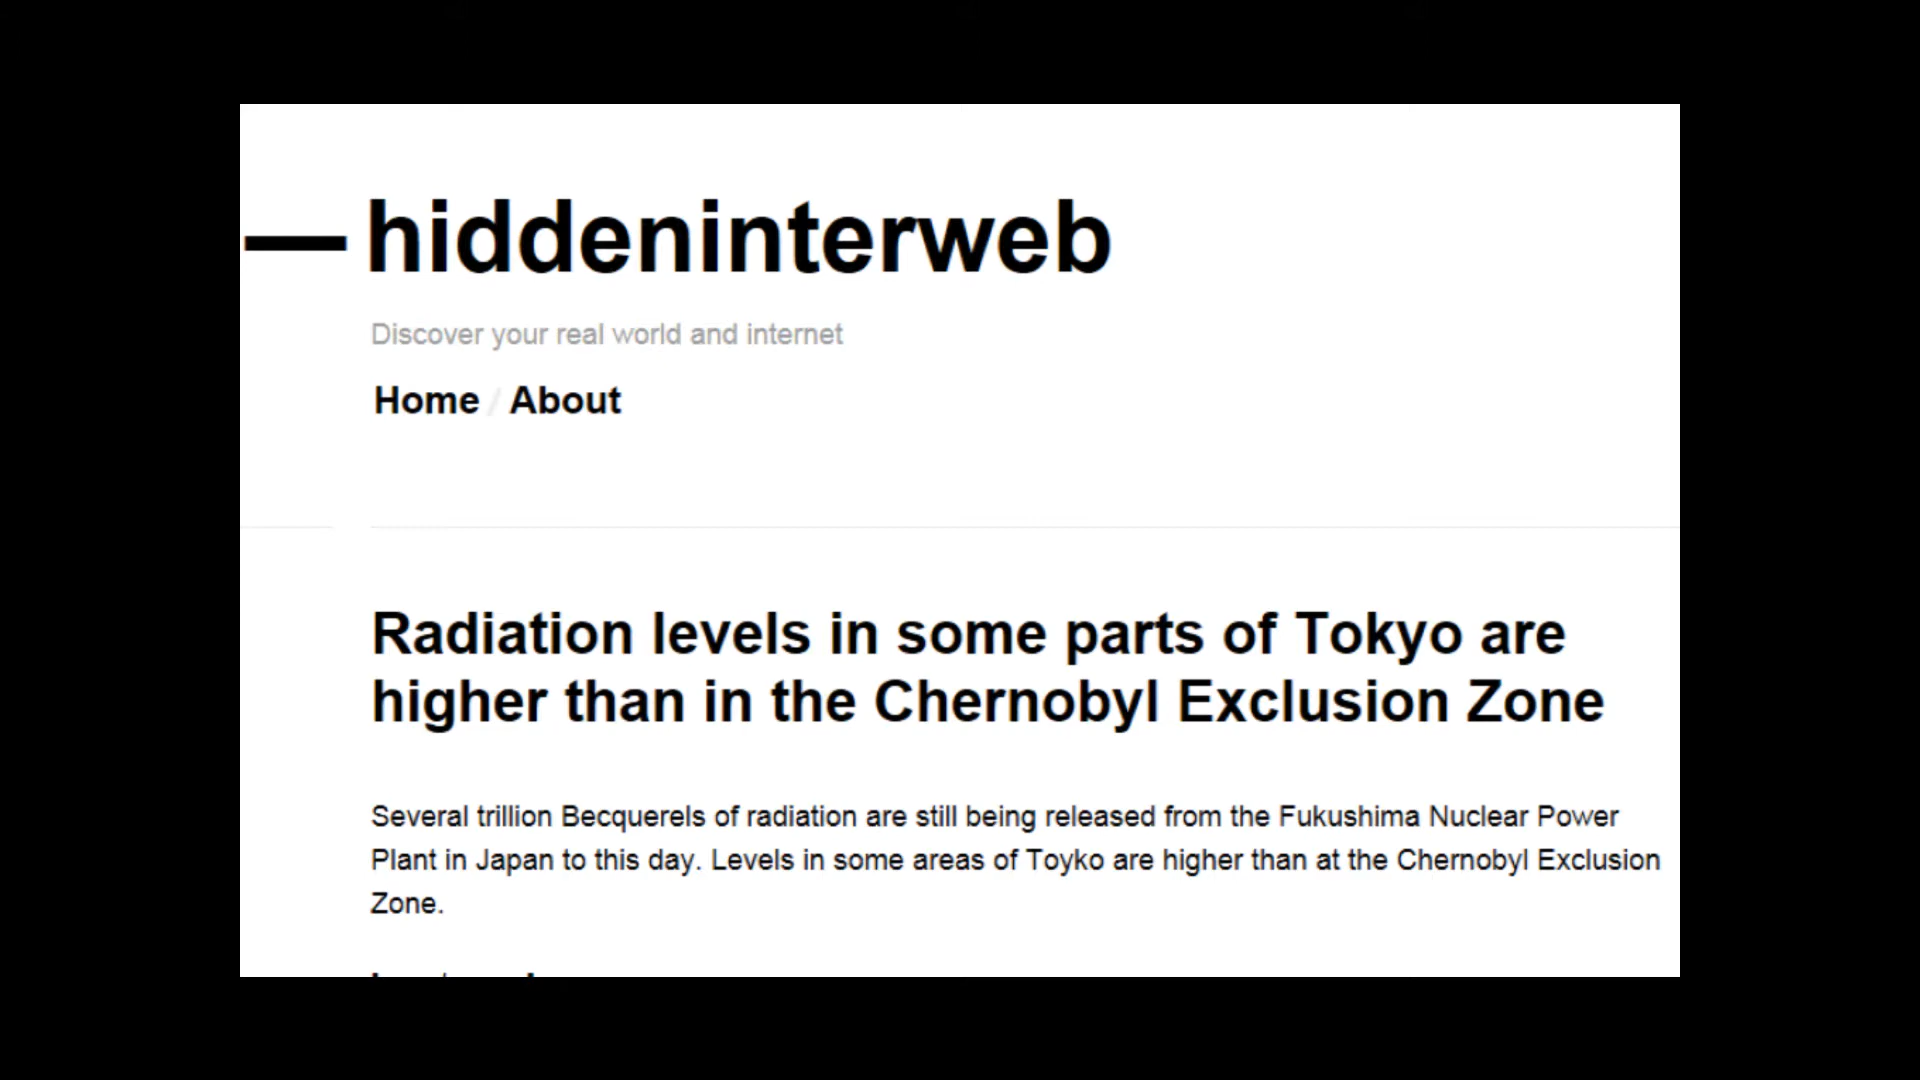 — hiddeninterweb
Discover your real world and internet
Home / About
Radiation levels in some parts of Tokyo are
higher than in the Chernobyl Exclusion Zone
Several trillion Becquerels of radiation are still being released from the Fukushima Nuclear Power
Plant in Japan to this day. Levels in some areas of Toyko are higher than at the Chernobyl Exclusion
Zone.